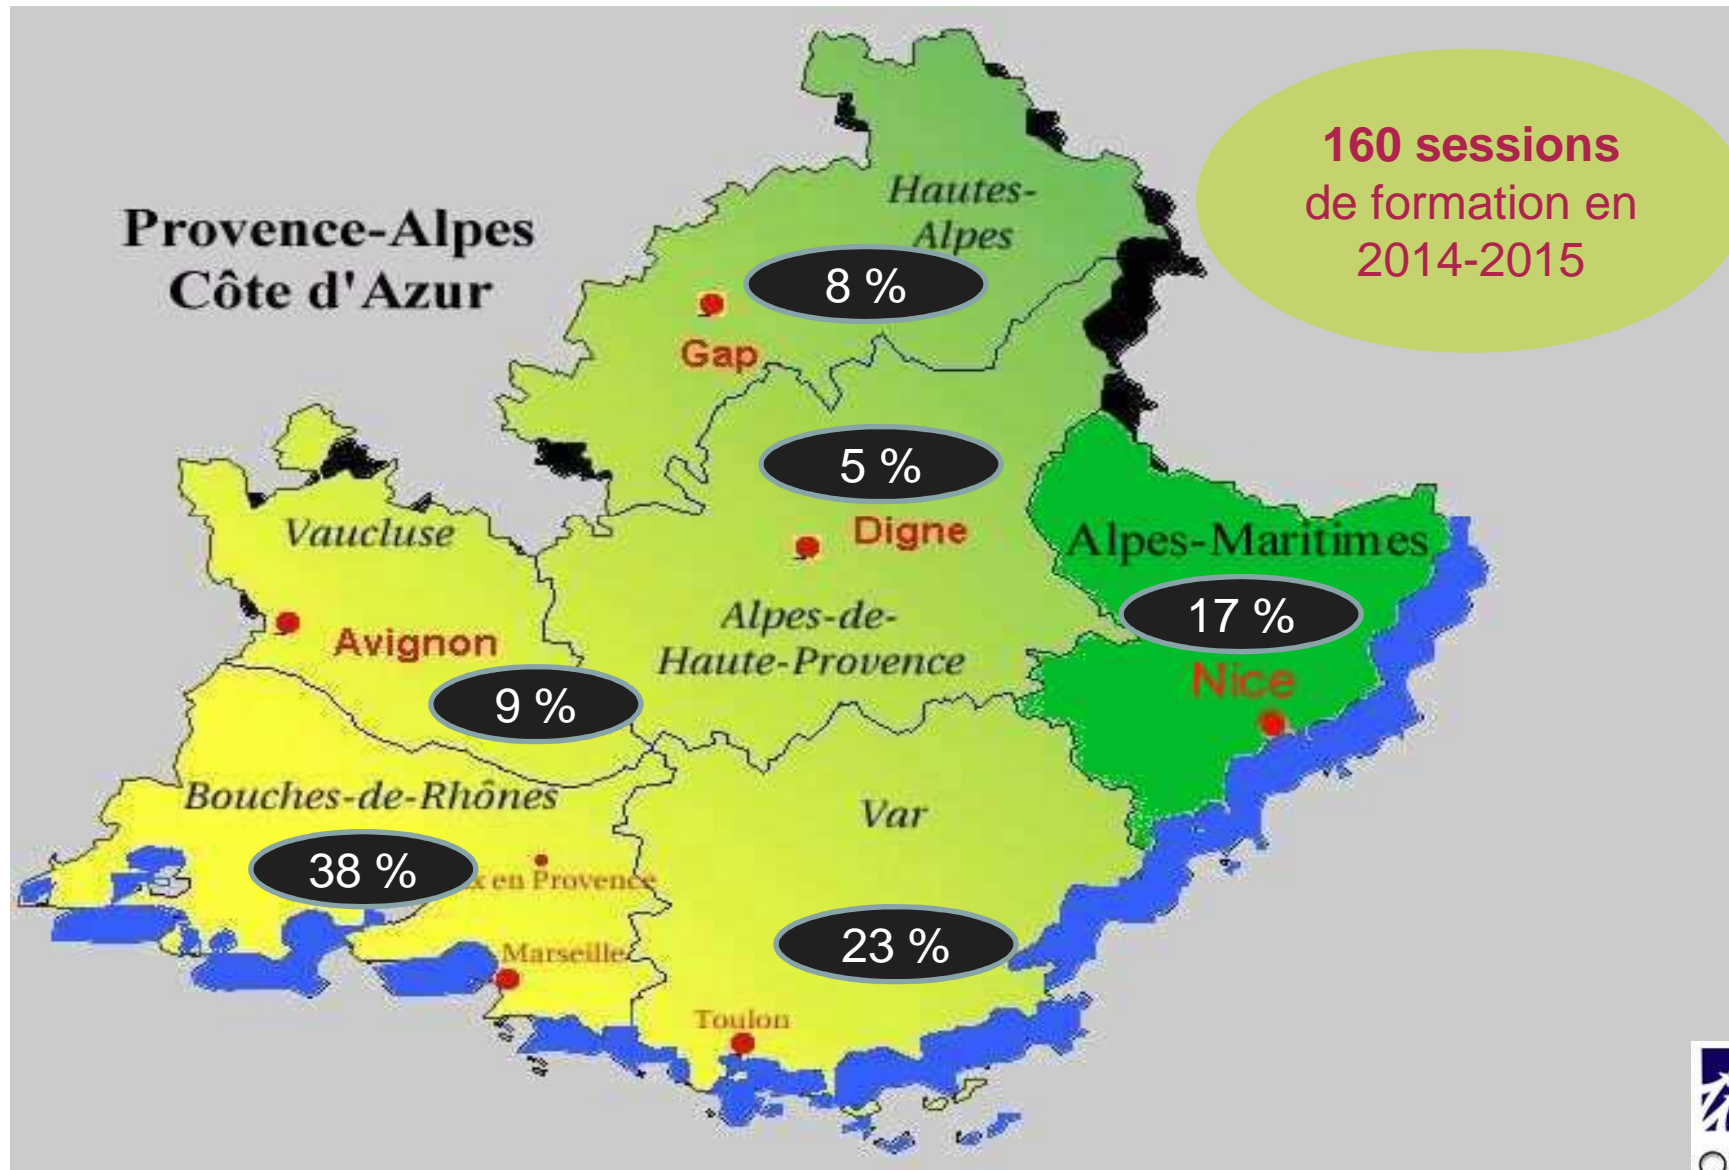 160 sessions
de formation en
2014-2015
Provence-Alpes
Côte d'Azur
Hautes-
Alpes
8 %
Gap
5 %
Digne
Vaucluse
Alpes-Maritimes
17 %
Avignon
Alpes-de-
Haute-Provence
Nice
9 %
Bouches-de-Rhônes
Var
38 %
en Provence
23 %
Marseille
Toulon